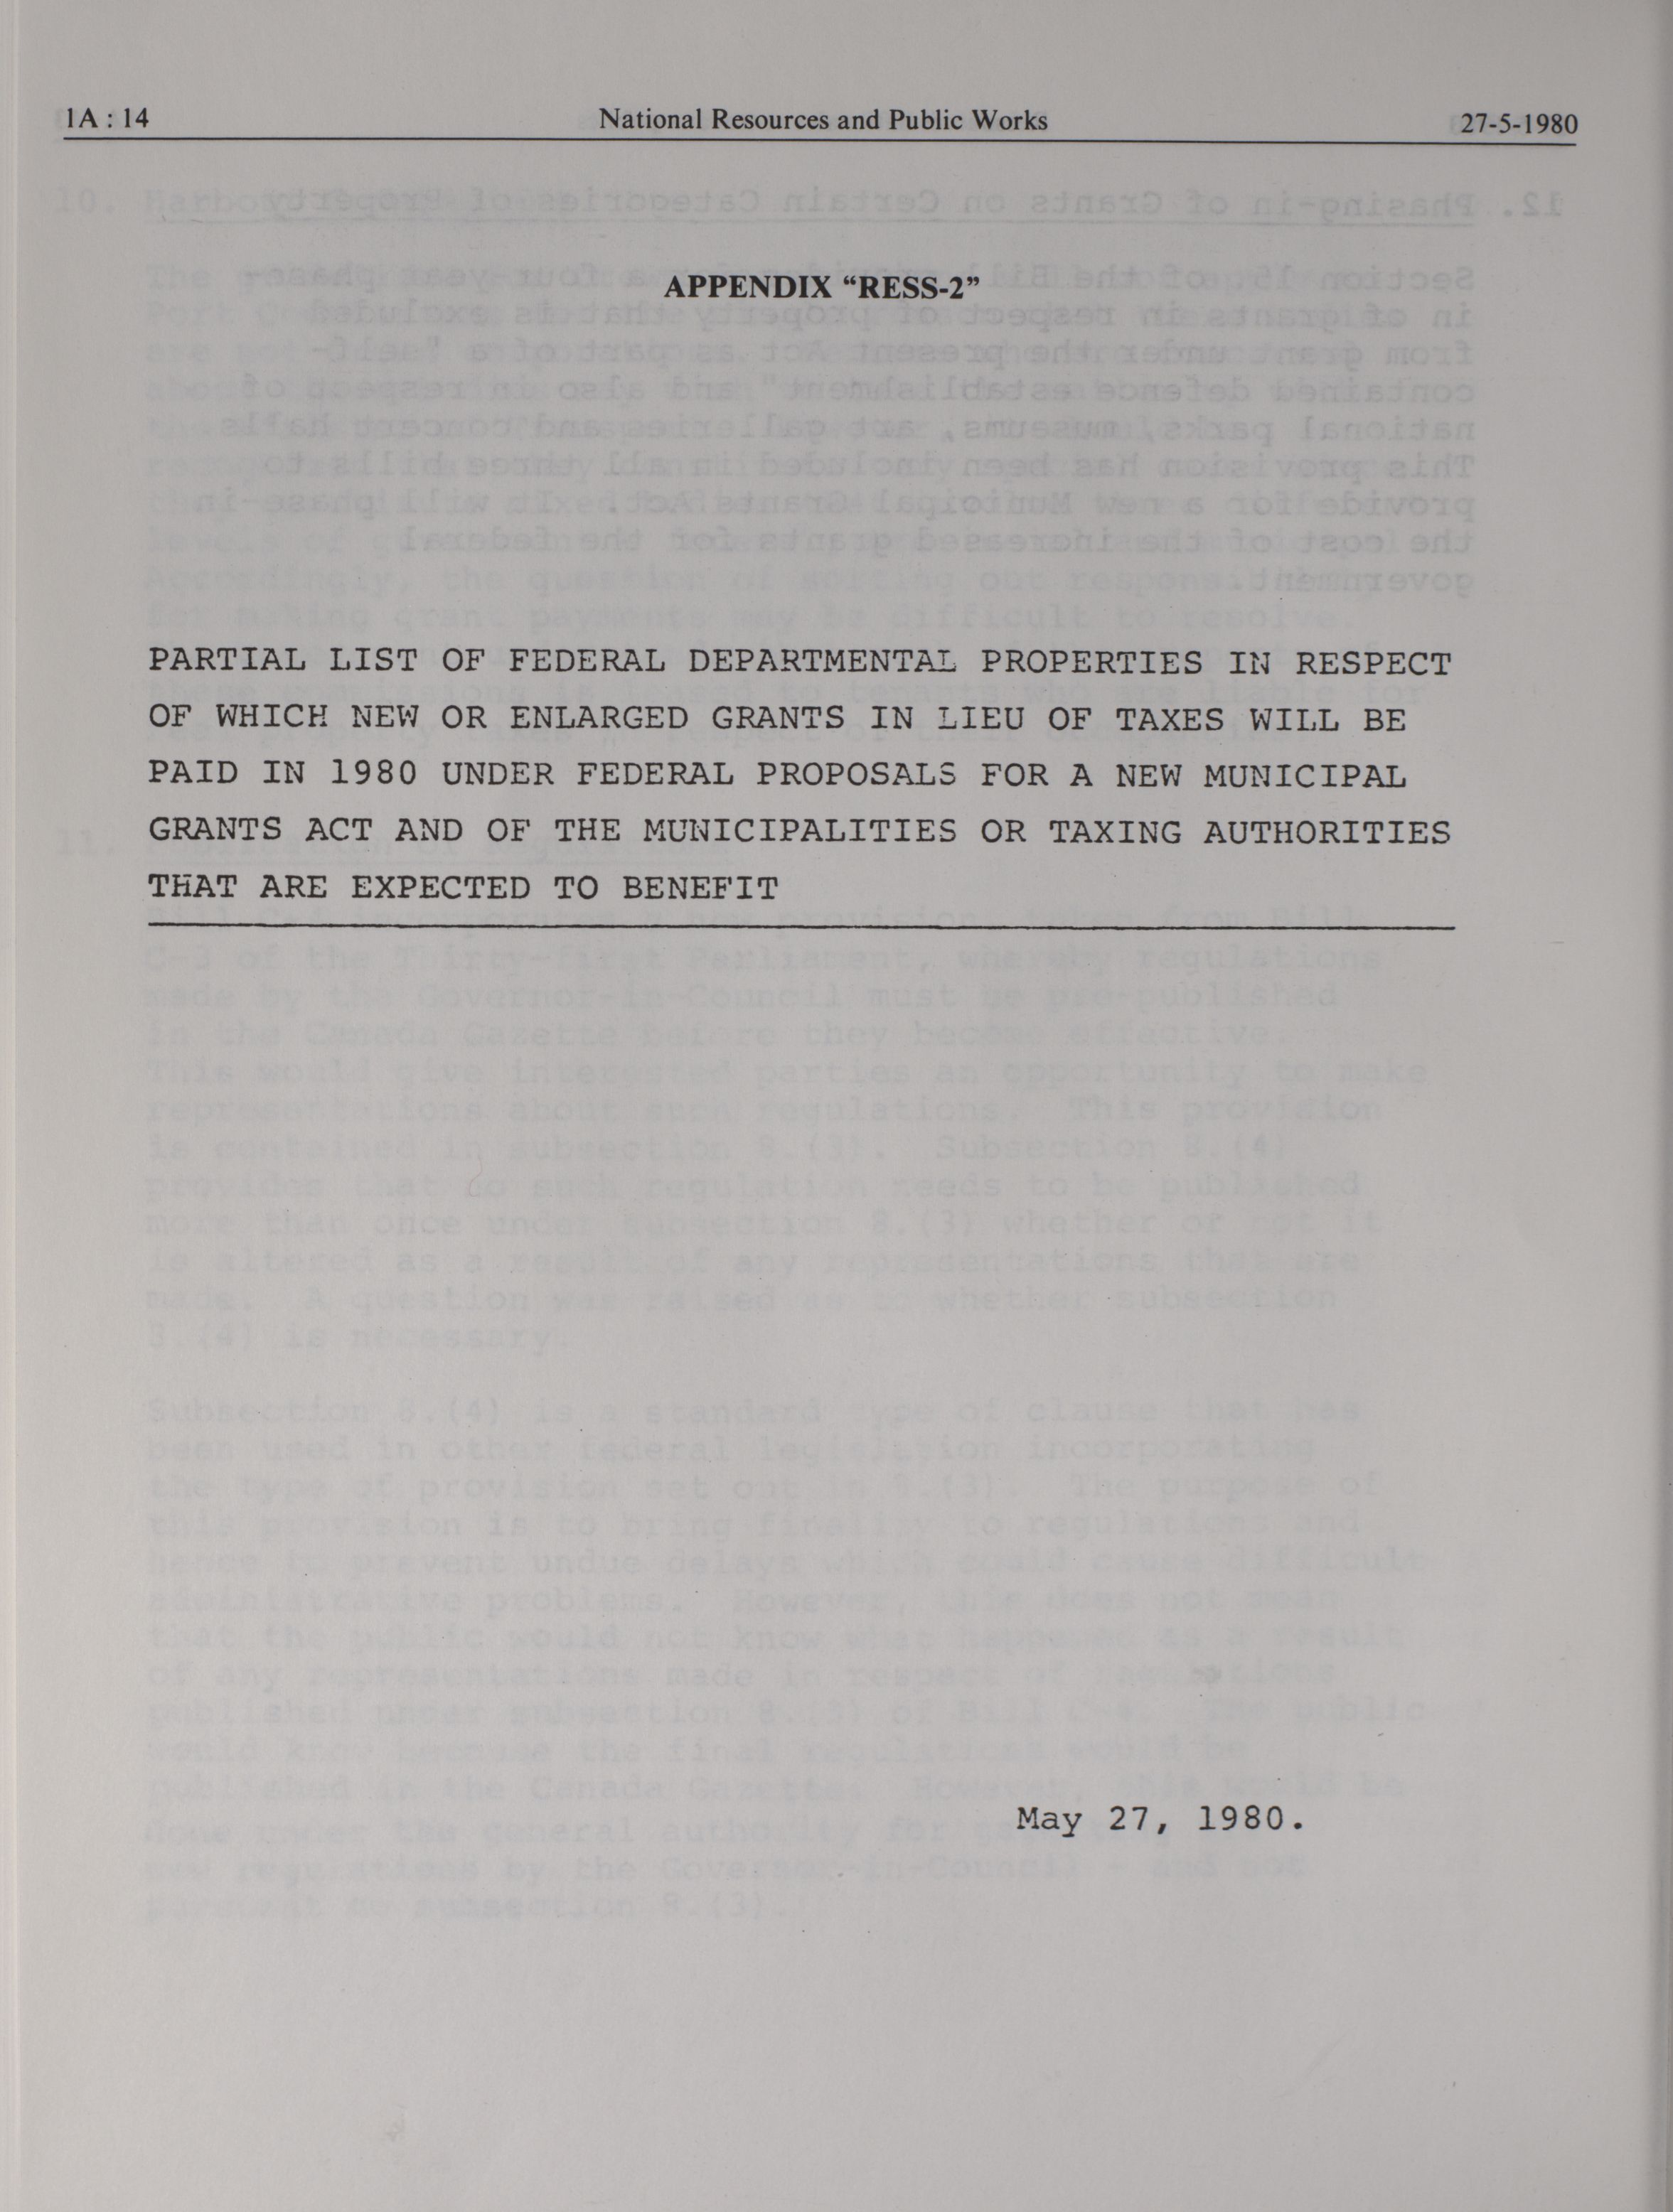 1A : 14 National Resources and Public Works 27-5-1980
APPENDIX “RESS-2”
PARTIAL LIST OF FEDERAL DEPARTMENTAL PROPERTIES IN RESPECT
OF WHICH NEW OR ENLARGED GRANTS IN LIEU OF TAXES WILL BE
PAID IN 1980 UNDER FEDERAL PROPOSALS FOR A NEW MUNICIPAL
GRANTS ACT AND OF THE MUNICIPALITIES OR TAXING AUTHORITIES
THAT ARE EXPECTED TO BENEFIT
May 27, 1980.